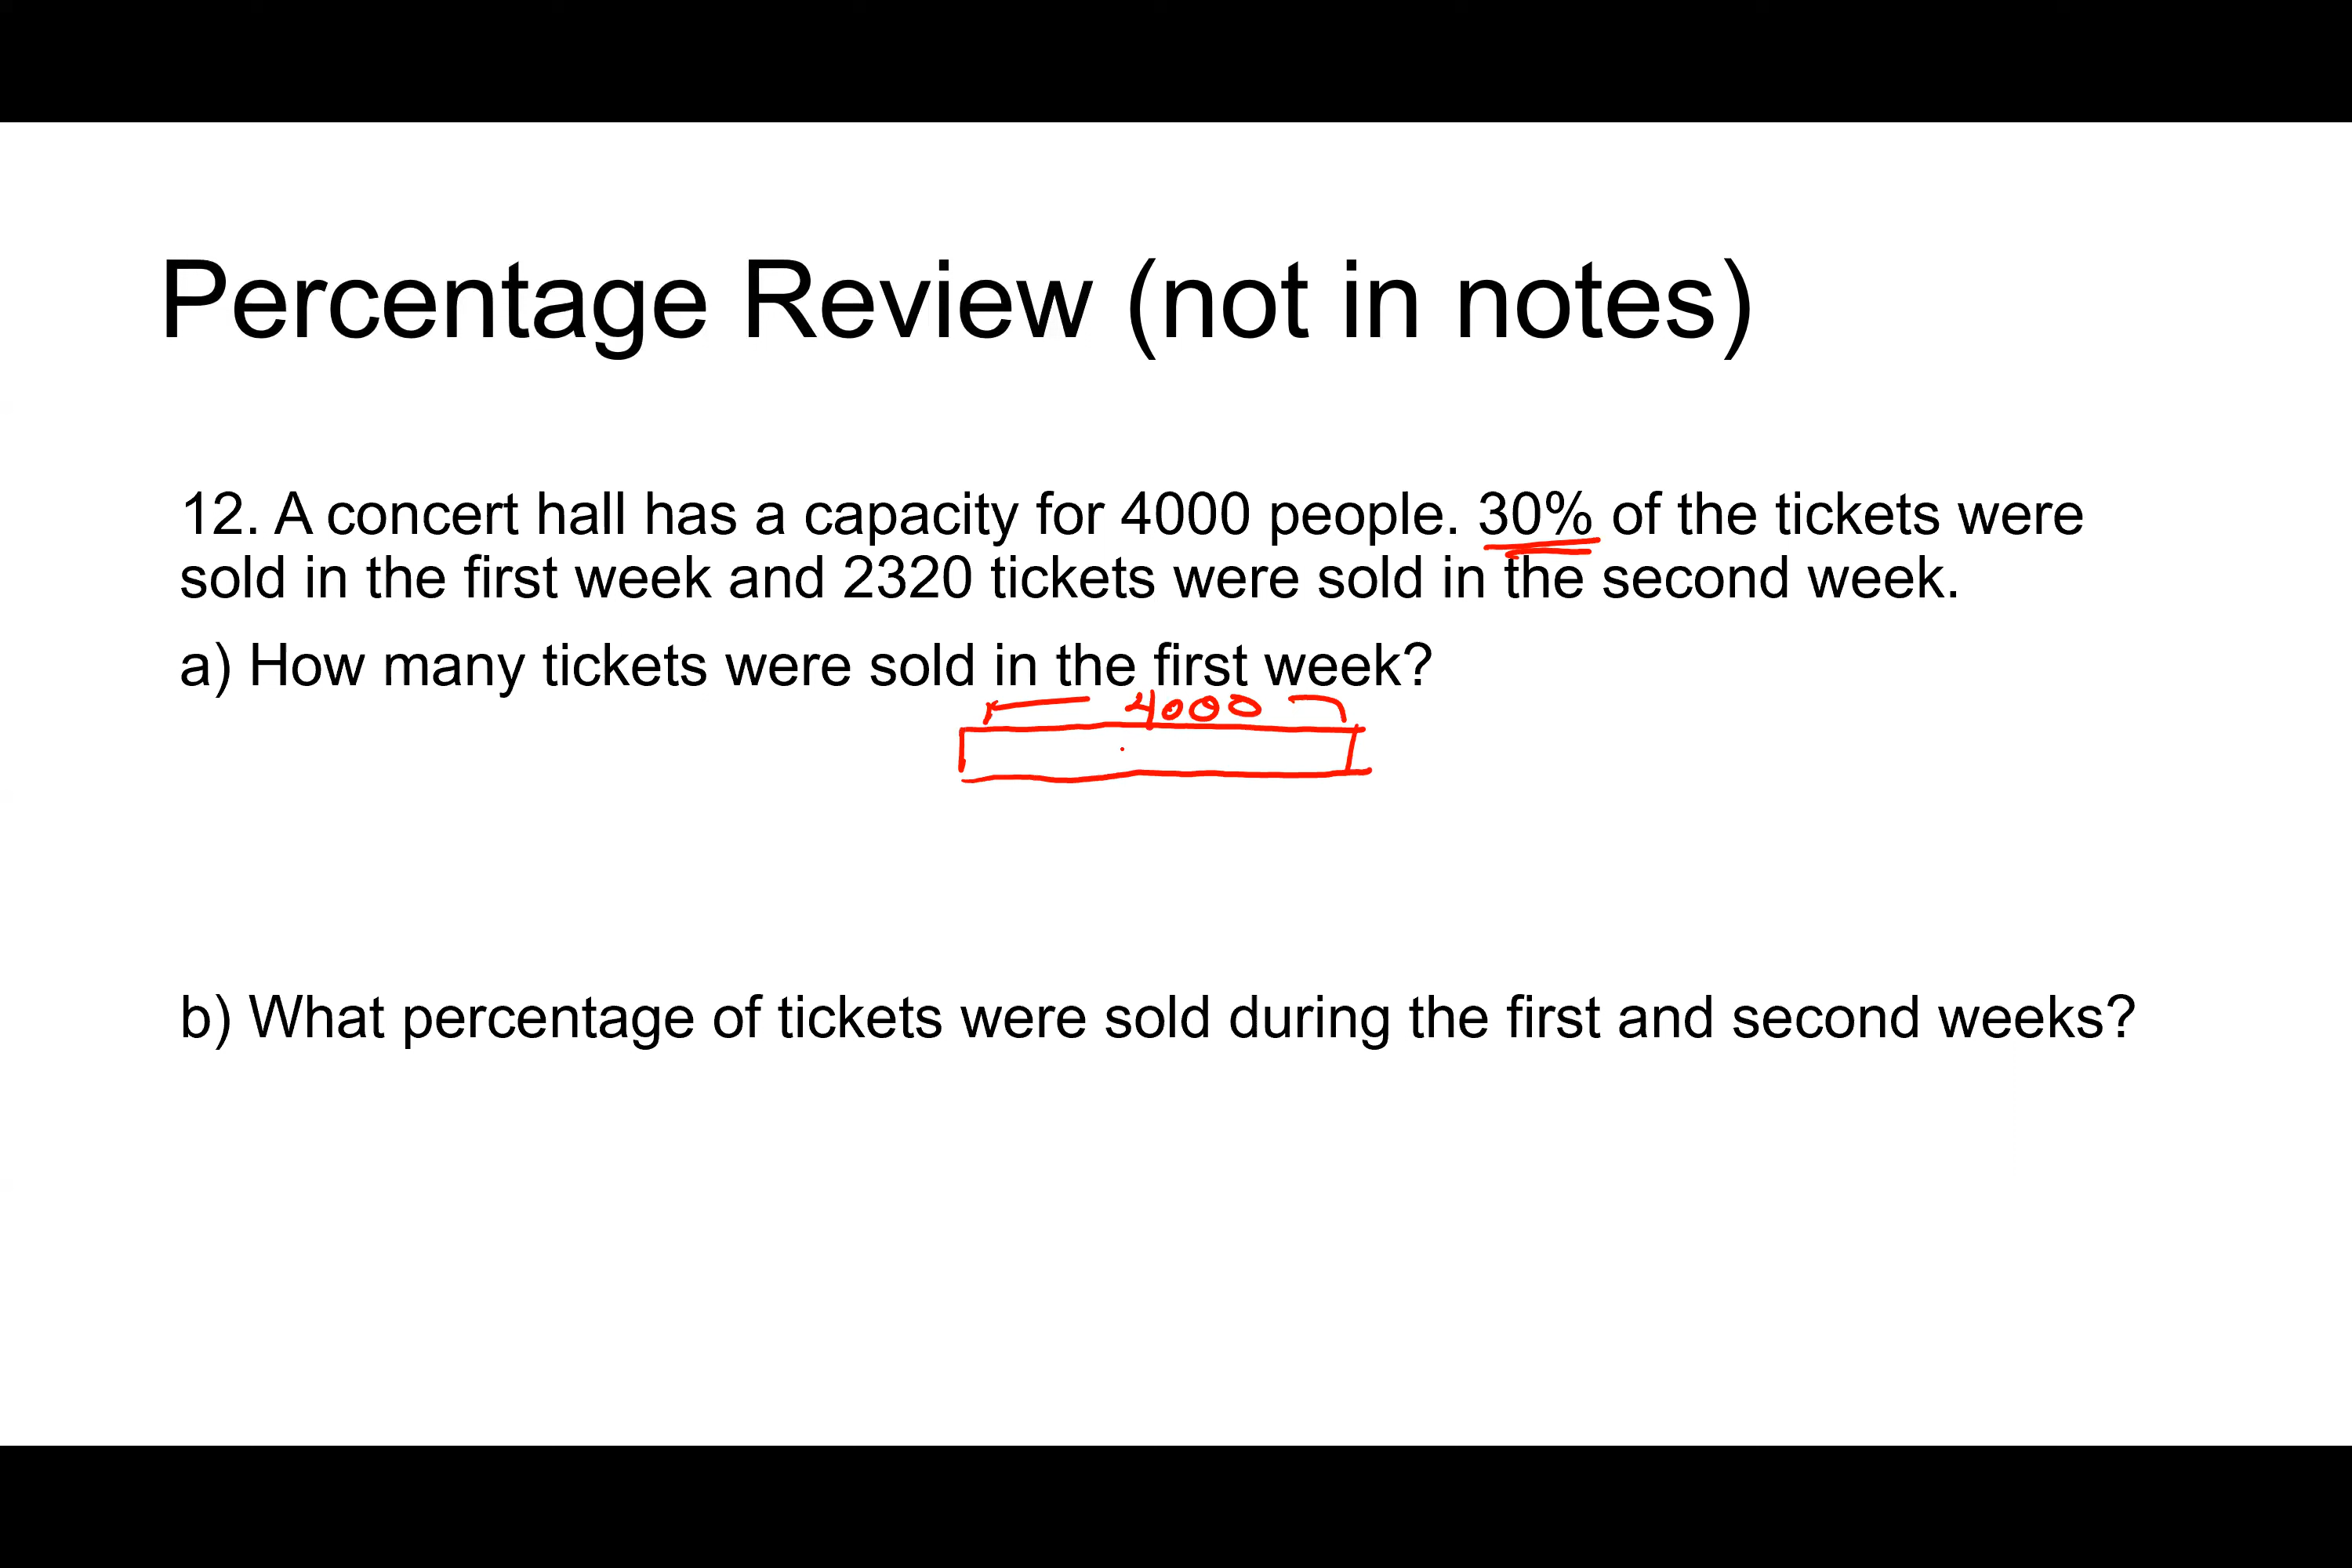 Percentage Review (not in notes)
12. A concert hall has a capacity for 4000 people. 30% of the tickets were
sold in the first week and 2320 tickets were sold in the second week.
a) How many tickets were sold in the first week?
4000
b) What percentage of tickets were sold during the first and second weeks?